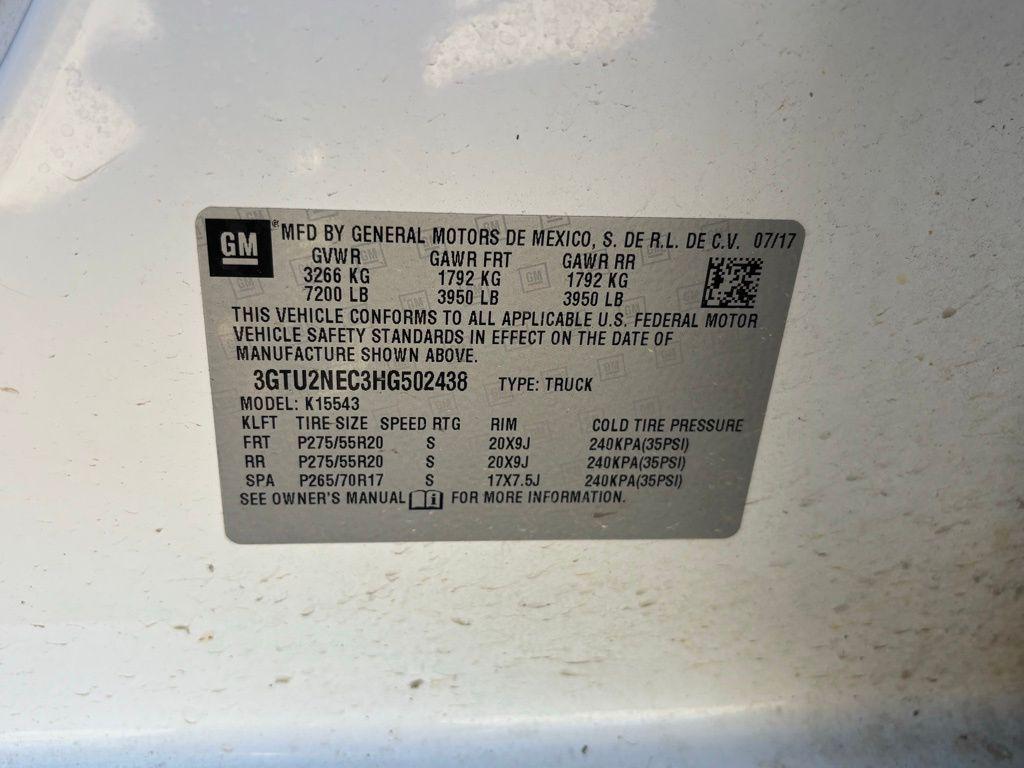 GM ® MFD BY GENERAL MOTORS DE MEXICO, S. DE R.L. DE C.V. 07/17
GVWR GAWR FRT GAWR RR
3266 KG 1792 KG 1792 KG
7200 LB 3950 LB 3950 LB
THIS VEHICLE CONFORMS TO ALL APPLICABLE U.S. FEDERAL MOTOR
VEHICLE SAFETY STANDARDS IN EFFECT ON THE DATE OF
MANUFACTURE SHOWN ABOVE.
3GTU2NEC3HG502438 TYPE: TRUCK
MODEL: K15543
KLFT TIRE SIZE SPEED RTG RIM COLD TIRE PRESSURE
FRT P275/55R20 S 20X9J 240KPA(35PSI)
RR P275/55R20 S 20X9J 240KPA(35PSI)
SPA P265/70R17 S 17X7.5J 240KPA(35PSI)
SEE OWNER'S MANUAL i FOR MORE INFORMATION.